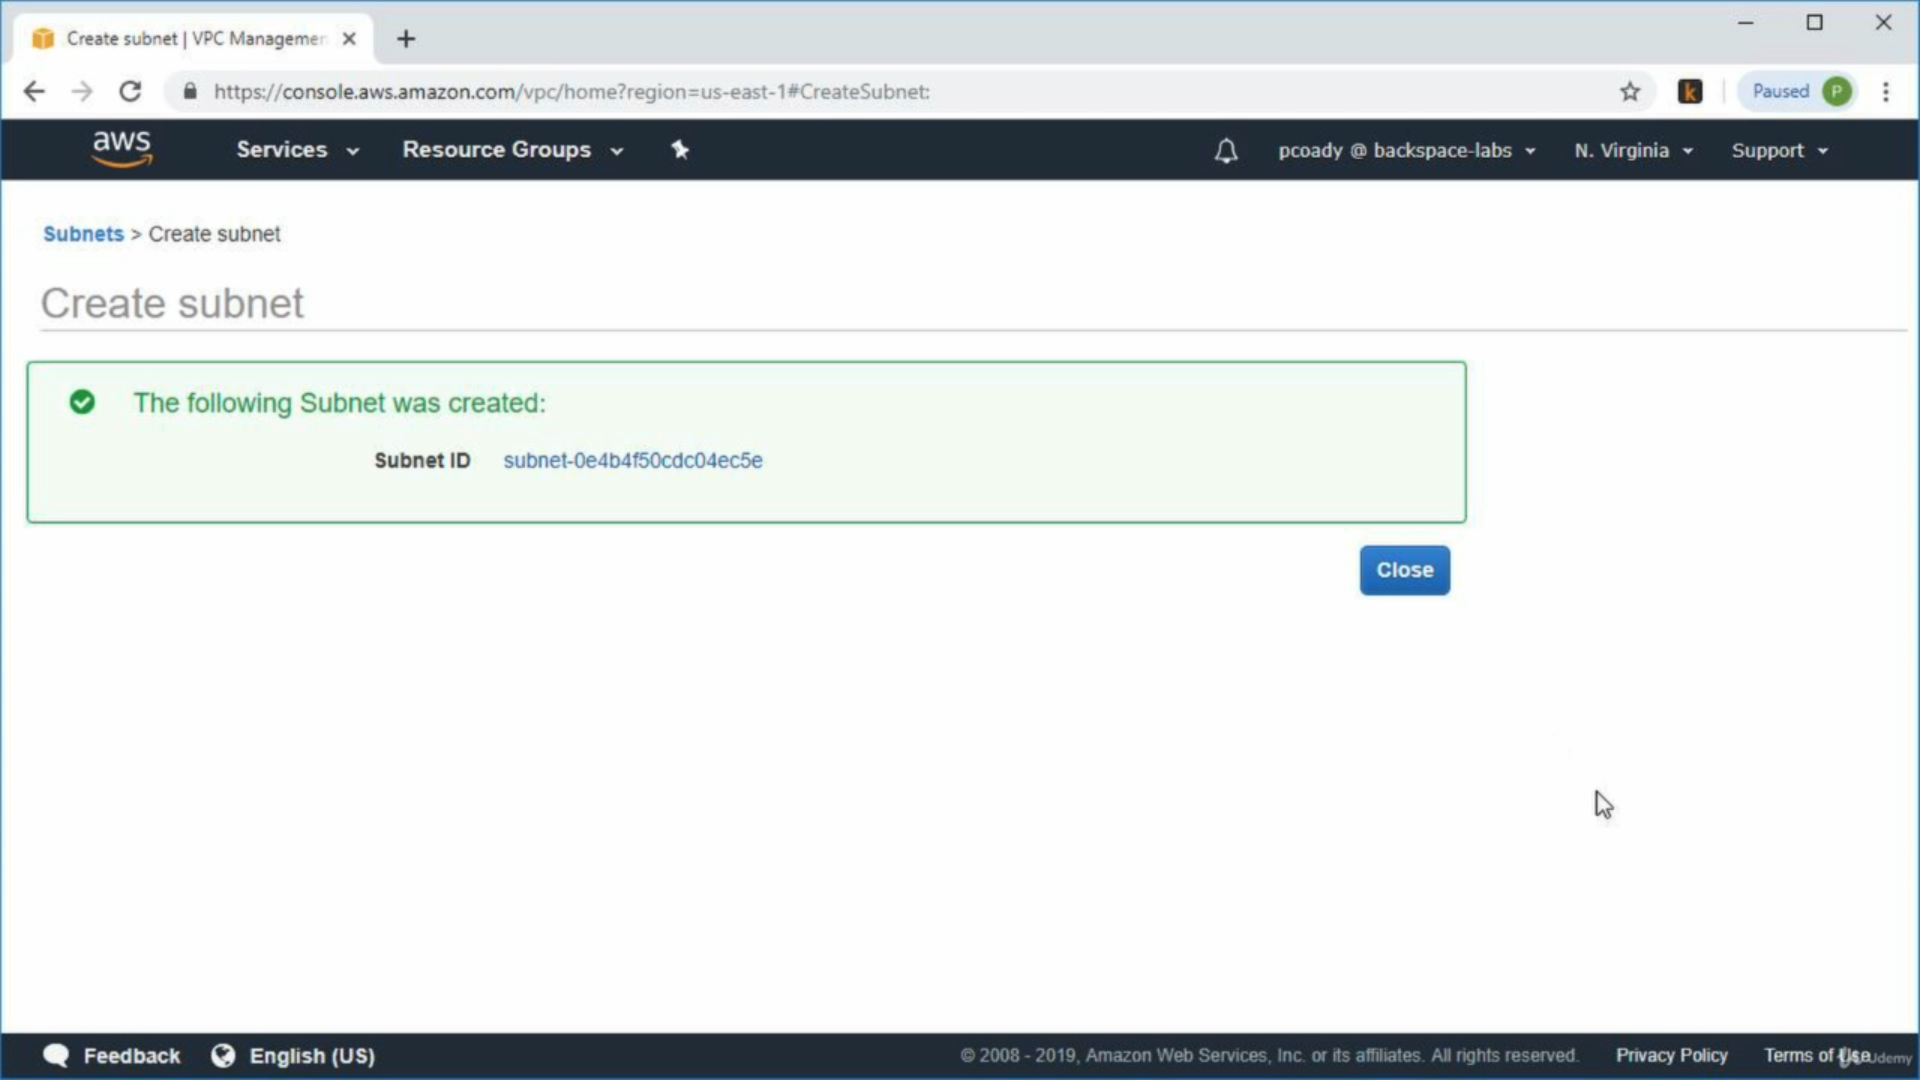 Create subnet | VPC Managemen
https://console.aws.amazon.com/vpc/home?region=us-east-1#CreateSubnet:
k
Paused
P
aws
Services
Resource Groups
pcoady @ backspace-labs
N. Virginia
Support
Subnets > Create subnet
Create subnet
The following Subnet was created:
Subnet ID subnet-0e4b4f50cdc04ec5e
Close
Feedback
English (US)
© 2008 - 2019, Amazon Web Services, Inc. or its affiliates. All rights reserved.
Privacy Policy
Terms of Use
Udemy